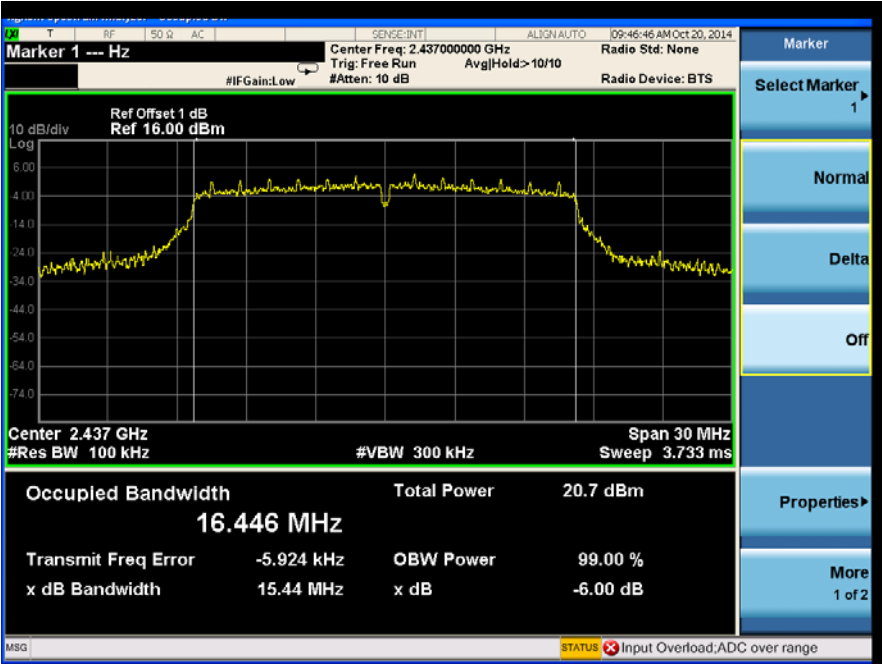 Agilent Spectrum Analyzer - Occupied BW
LXI T RF 50 Ω AC SENSE:INT ALIGN AUTO 09:46:46 AM Oct 20, 2014
Marker 1 --- Hz
Center Freq: 2.437000000 GHz
Radio Std: None
Trig: Free Run Avg|Hold:>10/10
#IFGain:Low
#Atten: 10 dB
Radio Device: BTS
Ref Offset 1 dB
10 dB/div Ref 16.00 dBm
Log
6.00
-4.00
-14.0
-24.0
-34.0
-44.0
-54.0
-64.0
-74.0
Center 2.437 GHz Span 30 MHz
#Res BW 100 kHz #VBW 300 kHz Sweep 3.733 ms
Occupied Bandwidth Total Power 20.7 dBm
16.446 MHz
Transmit Freq Error -5.924 kHz OBW Power 99.00 %
x dB Bandwidth 15.44 MHz x dB -6.00 dB
Marker
Select Marker
1
Normal
Delta
Off
Properties
More
1 of 2
MSG STATUS Input Overload;ADC over range